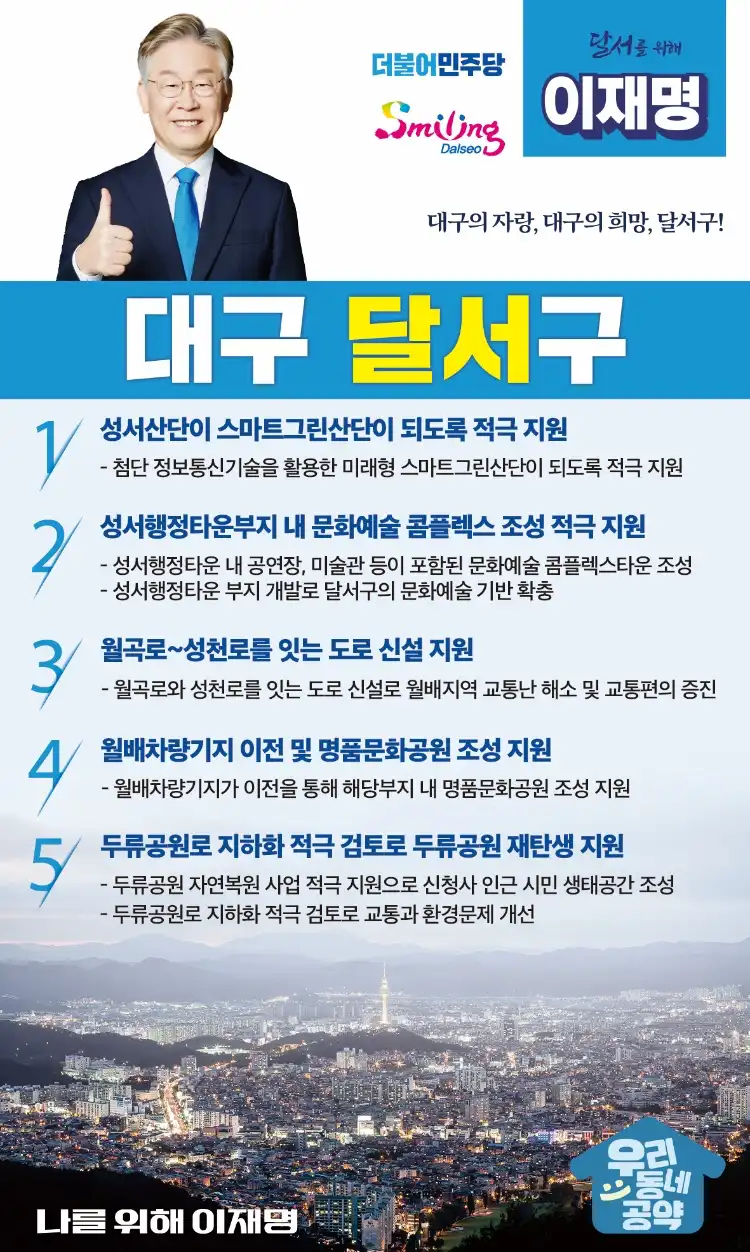 더불어민주당
Smiling
Dalseo
달서를 위해
이재명
대구의 자랑, 대구의 희망, 달서구!
대구 달서구
1 성서산단이 스마트그린산단이 되도록 적극 지원
- 첨단 정보통신기술을 활용한 미래형 스마트그린산단이 되도록 적극 지원
2 성서행정타운부지 내 문화예술 콤플렉스 조성 적극 지원
- 성서행정타운 내 공연장, 미술관 등이 포함된 문화예술 콤플렉스타운 조성
- 성서행정타운 부지 개발로 달서구의 문화예술 기반 확충
3 월곡로~성천로를 잇는 도로 신설 지원
- 월곡로와 성천로를 잇는 도로 신설로 월배지역 교통난 해소 및 교통편의 증진
4 월배차량기지 이전 및 명품문화공원 조성 지원
- 월배차량기지가 이전을 통해 해당부지 내 명품문화공원 조성 지원
5 두류공원로 지하화 적극 검토로 두류공원 재탄생 지원
- 두류공원 자연복원 사업 적극 지원으로 신청사 인근 시민 생태공간 조성
- 두류공원로 지하화 적극 검토로 교통과 환경문제 개선
나를 위해 이재명
우리
동네
공약